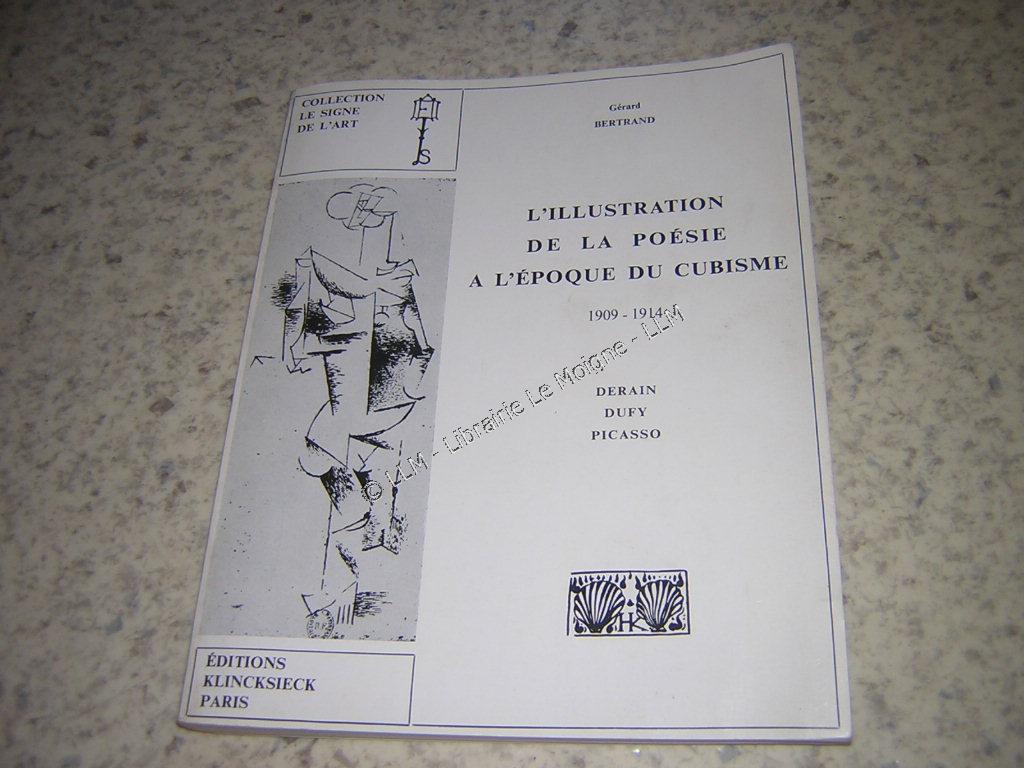 COLLECTION
LE SIGNE
DE L'ART
Gérard
BERTRAND
L'ILLUSTRATION
DE LA POÉSIE
A L'ÉPOQUE DU CUBISME
1909 - 1914
DERAIN
DUFY
PICASSO
© LLM - Librairie Le Moigne - LLM
HK
ÉDITIONS
KLINCKSIECK
PARIS